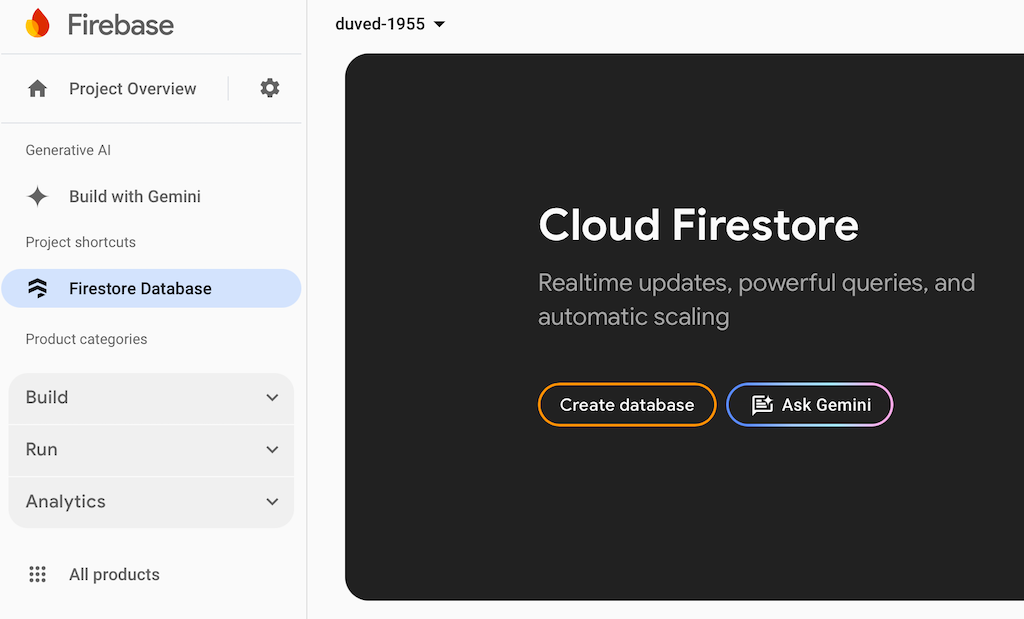 Firebase
Project Overview
Generative AI
Build with Gemini
Project shortcuts
Firestore Database
Product categories
Build
Run
Analytics
All products
duved-1955
Cloud Firestore
Realtime updates, powerful queries, and
automatic scaling
Create database
Ask Gemini